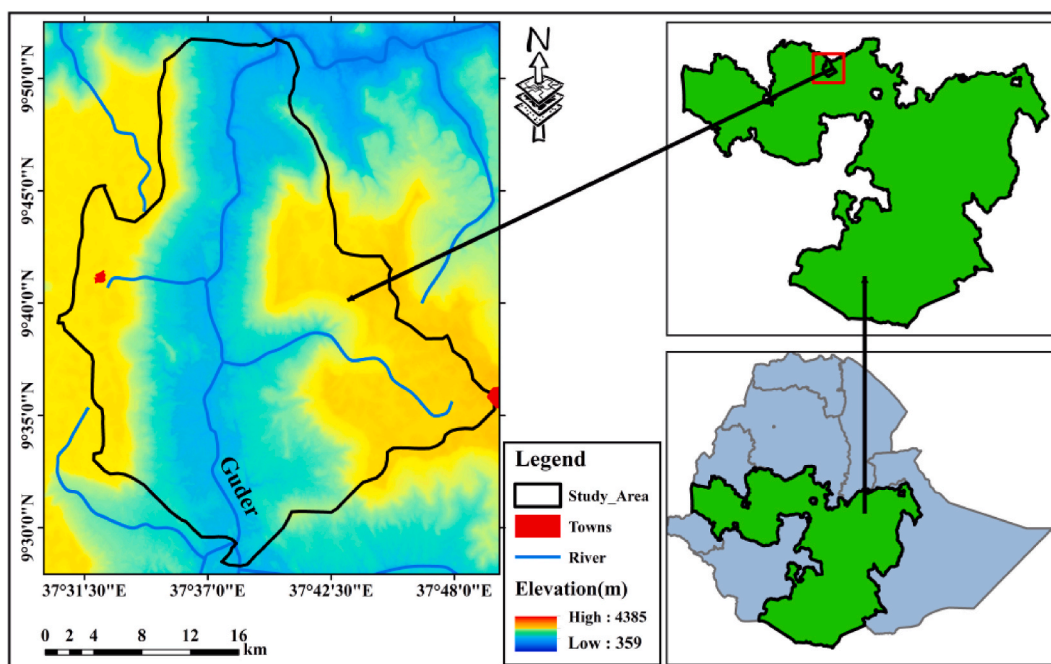 N
9°50'0"N
9°45'0"N
9°40'0"N
9°35'0"N
9°30'0"N
Guder
37°31'30"E
37°37'0"E
37°42'30"E
37°48'0"E
0 2 4 8 12 16
km
Legend
Study_Area
Towns
River
Elevation(m)
High : 4385
Low : 359